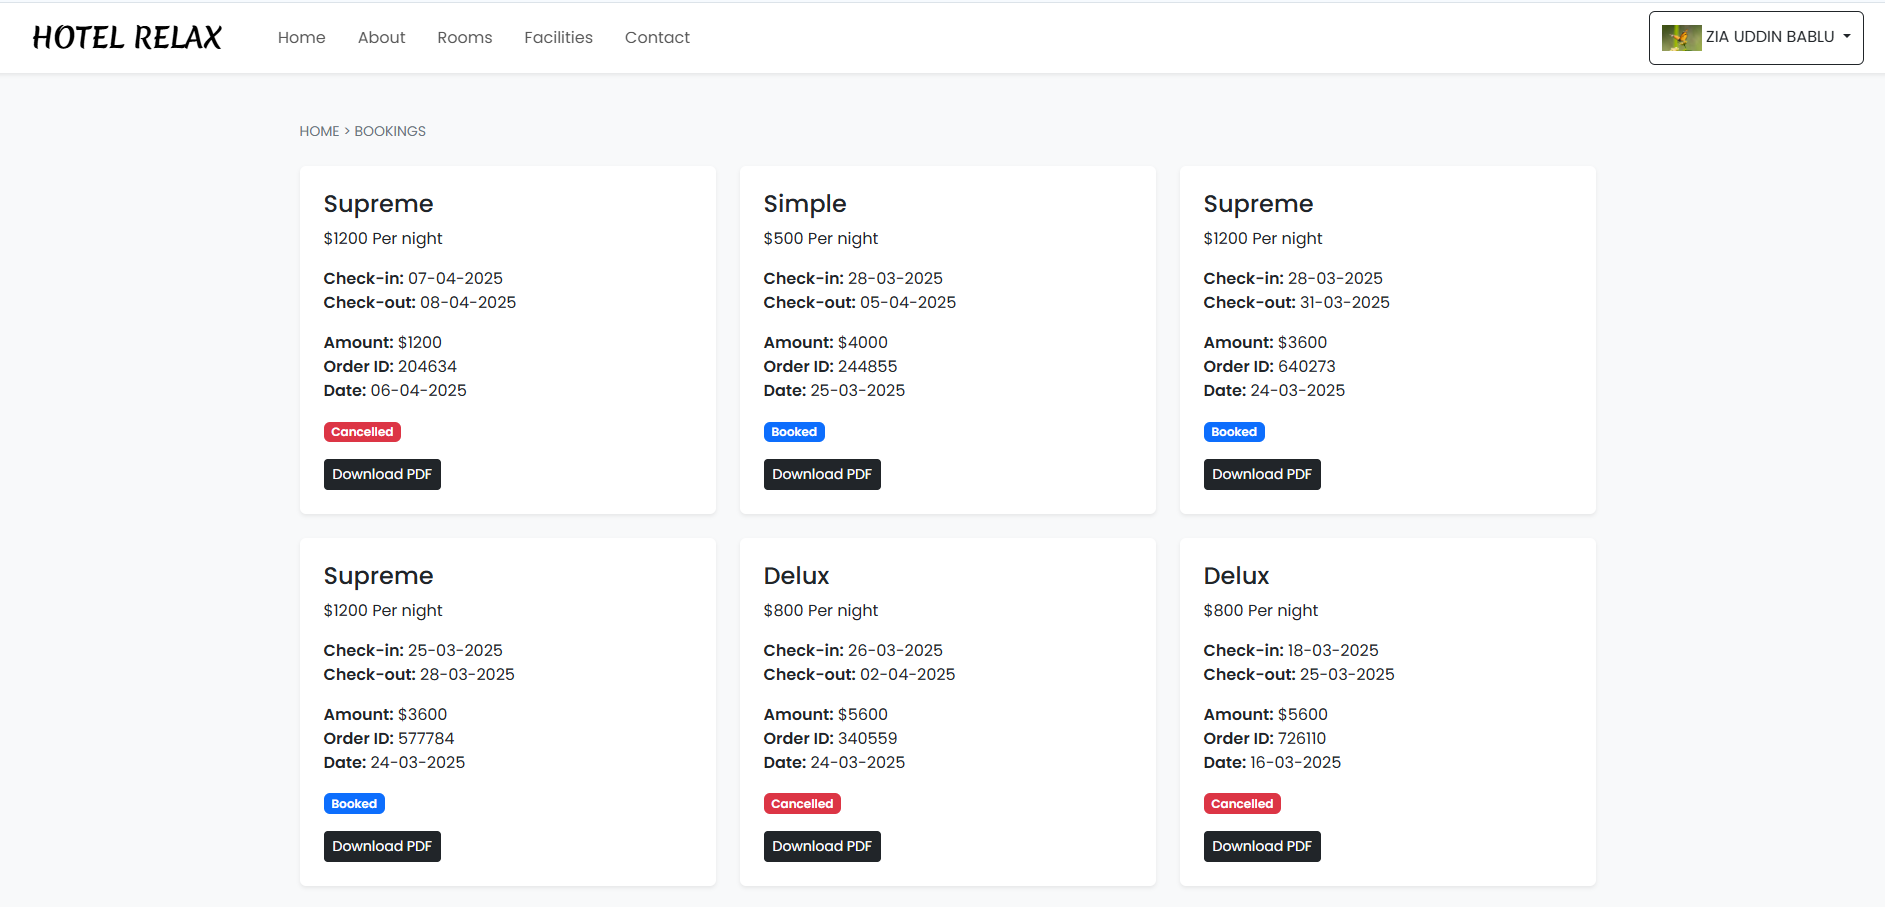 HOTEL RELAX
Home About Rooms Facilities Contact
ZIA UDDIN BABLU
HOME > BOOKINGS
Supreme
$1200 Per night
Check-in: 07-04-2025
Check-out: 08-04-2025
Amount: $1200
Order ID: 204634
Date: 06-04-2025
Cancelled
Download PDF
Simple
$500 Per night
Check-in: 28-03-2025
Check-out: 05-04-2025
Amount: $4000
Order ID: 244855
Date: 25-03-2025
Booked
Download PDF
Supreme
$1200 Per night
Check-in: 28-03-2025
Check-out: 31-03-2025
Amount: $3600
Order ID: 640273
Date: 24-03-2025
Booked
Download PDF
Supreme
$1200 Per night
Check-in: 25-03-2025
Check-out: 28-03-2025
Amount: $3600
Order ID: 577784
Date: 24-03-2025
Booked
Download PDF
Delux
$800 Per night
Check-in: 26-03-2025
Check-out: 02-04-2025
Amount: $5600
Order ID: 340559
Date: 24-03-2025
Cancelled
Download PDF
Delux
$800 Per night
Check-in: 18-03-2025
Check-out: 25-03-2025
Amount: $5600
Order ID: 726110
Date: 16-03-2025
Cancelled
Download PDF